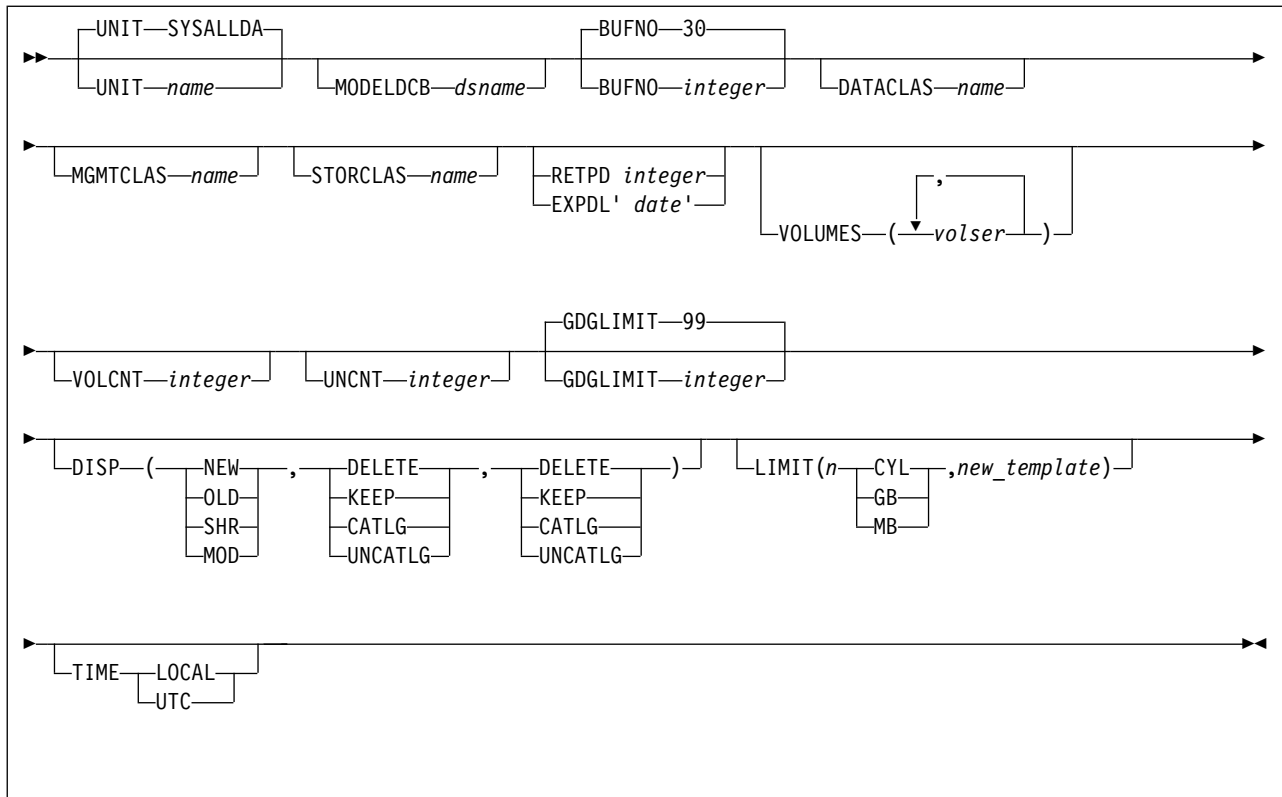 UNIT SYSALLDA BUFNO 30
UNIT name MODELDCB dsname BUFNO integer DATACLAS name
MGMTCLAS name STORCLAS name RETPD integer
EXPDL' date' ,
VOLUMES ( volser )
GDGLIMIT 99
VOLCNT integer UNCNT integer GDGLIMIT integer
DISP ( NEW , DELETE , DELETE ) LIMIT(n CYL ,new_template)
OLD KEEP KEEP GB
SHR CATLG CATLG MB
MOD UNCATLG UNCATLG
TIME LOCAL
UTC